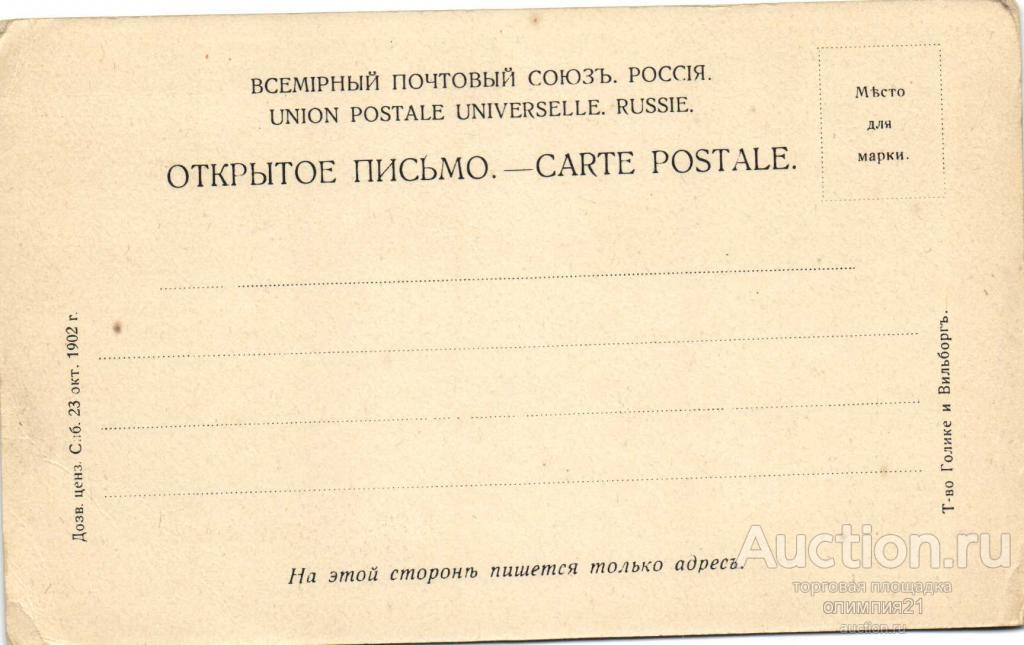 ВСЕМІРНЫЙ ПОЧТОВЫЙ СОЮЗЪ. РОССІЯ.
UNION POSTALE UNIVERSELLE. RUSSIE.
ОТКРЫТОЕ ПИСЬМО. — CARTE POSTALE.
Мѣсто
для
марки.
Дозв. ценз. С.:б. 23 окт. 1902 г.
Т-во Голике и Вильборгъ.
На этой сторонѣ пишется только адресъ.
Auction.ru
торговая площадка
олимпия21
auction.ru